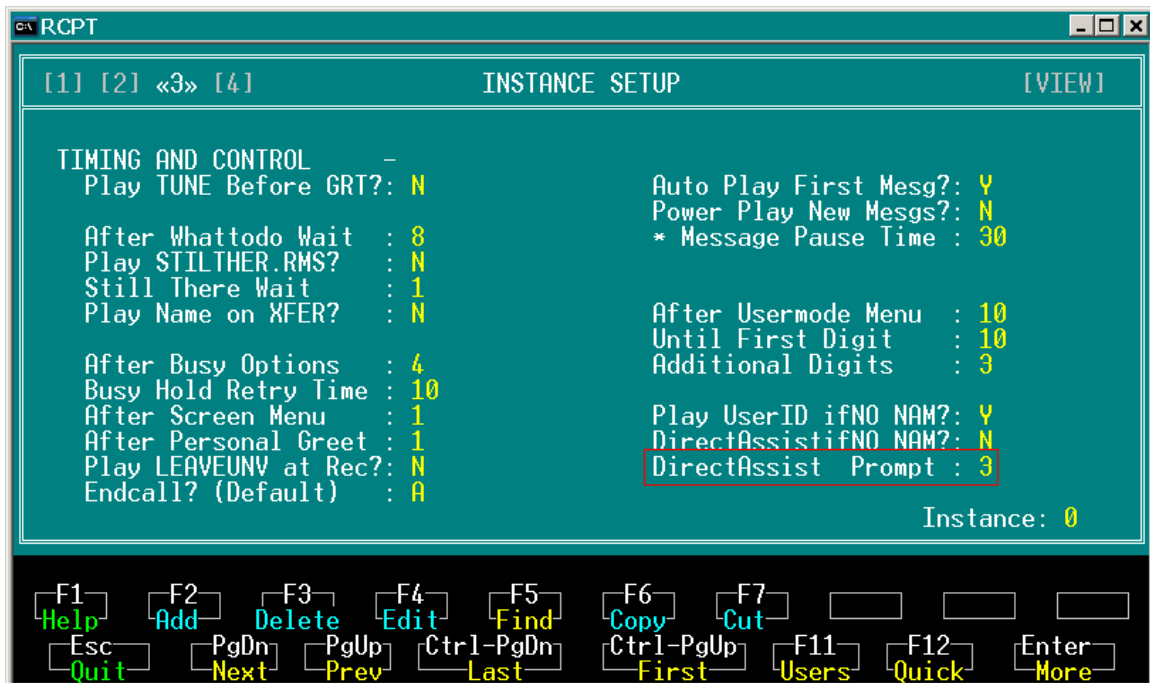 RCPT
[1] [2] «3» [4] INSTANCE SETUP [VIEW]
TIMING AND CONTROL –
Play TUNE Before GRT?: N
After Whattodo Wait : 8
Play STILTHER.RMS? : N
Still There Wait : 1
Play Name on XFER? : N
After Busy Options : 4
Busy Hold Retry Time : 10
After Screen Menu : 1
After Personal Greet : 1
Play LEAVEUNV at Rec?: N
Endcall? (Default) : A
Auto Play First Mesg?: Y
Power Play New Mesgs?: N
* Message Pause Time : 30
After Usermode Menu : 10
Until First Digit : 10
Additional Digits : 3
Play UserID ifNO NAM?: Y
DirectAssistifNO NAM?: N
DirectAssist Prompt : 3
Instance: 0
F1 F2 F3 F4 F5 F6 F7
Help Add Delete Edit Find Copy Cut
Esc PgDn PgUp Ctrl-PgDn Ctrl-PgUp F11 F12 Enter
Quit Next Prev Last First Users Quick More